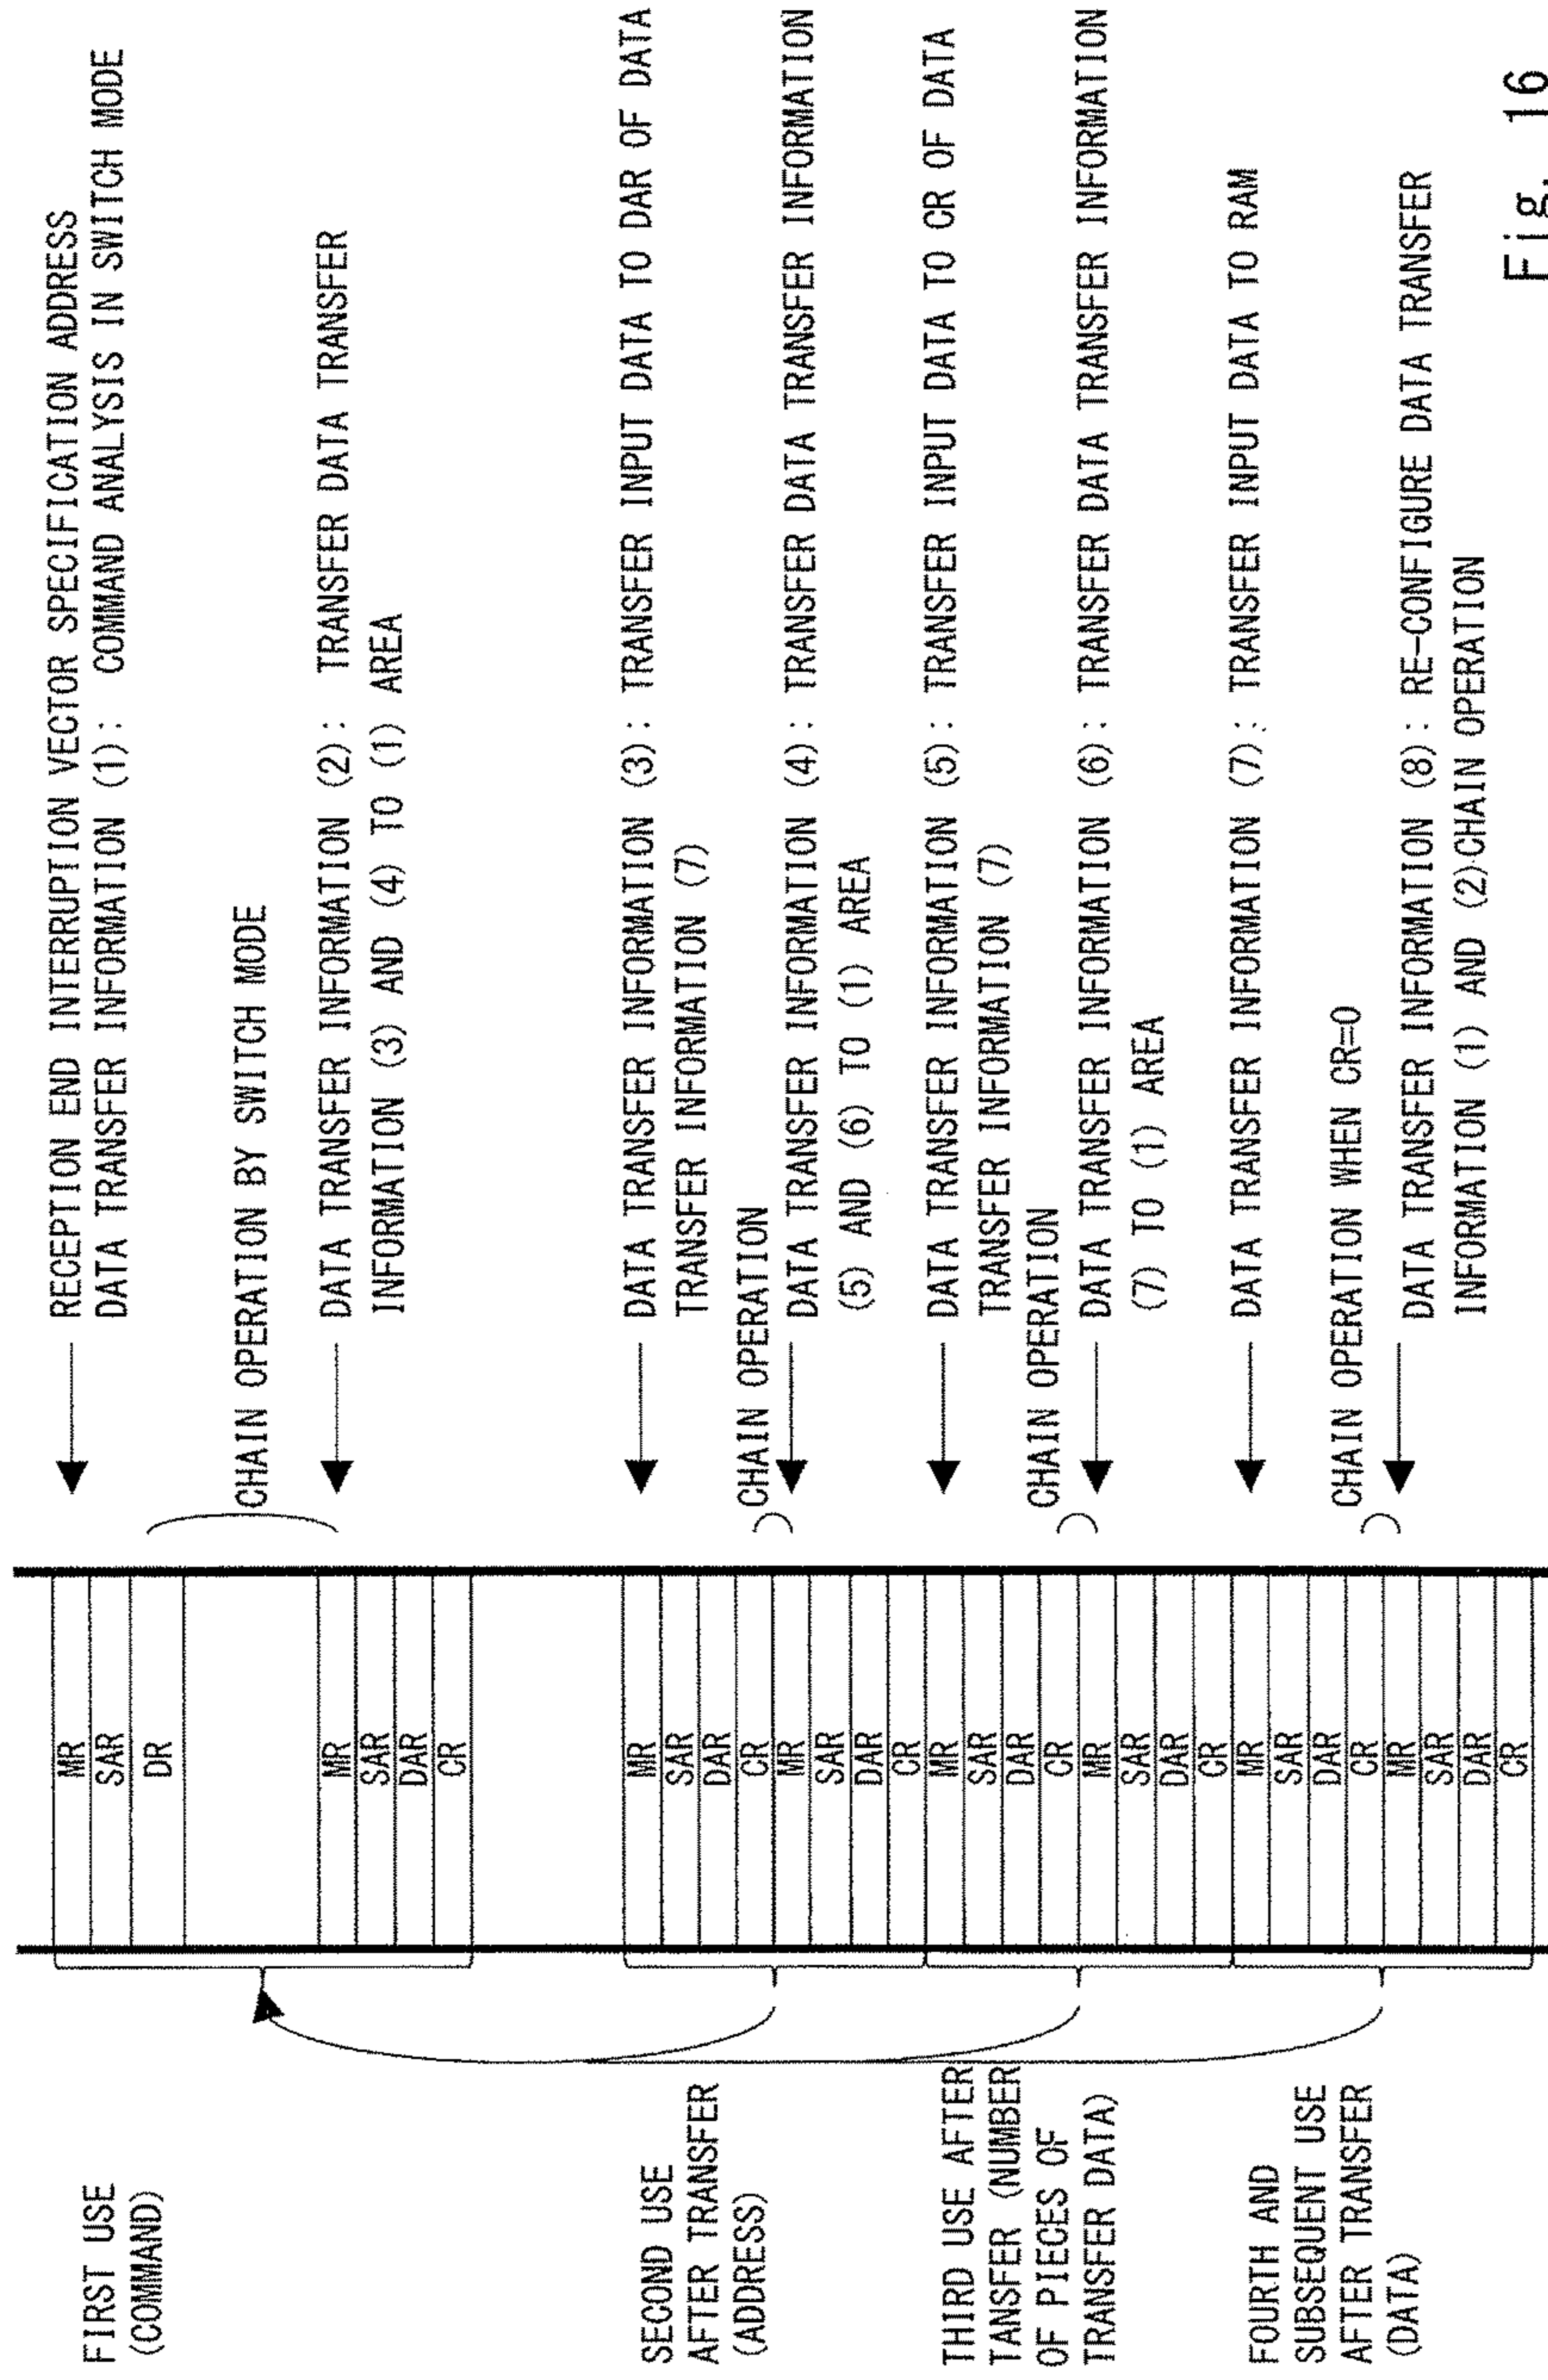 FIRST USE
(COMMAND)
SECOND USE
AFTER TRANSFER
(ADDRESS)
THIRD USE AFTER
TANSFER (NUMBER
OF PIECES OF
TRANSFER DATA)
FOURTH AND
SUBSEQUENT USE
AFTER TRANSFER
(DATA)
MR
SAR
DR
MR
SAR
DAR
CR
MR
SAR
DAR
CR
MR
SAR
DAR
CR
MR
SAR
DAR
CR
MR
SAR
DAR
CR
MR
SAR
DAR
CR
MR
SAR
DAR
CR
RECEPTION END INTERRUPTION VECTOR SPECIFICATION ADDRESS
DATA TRANSFER INFORMATION (1): COMMAND ANALYSIS IN SWITCH MODE
CHAIN OPERATION BY SWITCH MODE
DATA TRANSFER INFORMATION (2): TRANSFER DATA TRANSFER
INFORMATION (3) AND (4) TO (1) AREA
DATA TRANSFER INFORMATION (3): TRANSFER INPUT DATA TO DAR OF DATA
TRANSFER INFORMATION (7)
CHAIN OPERATION
DATA TRANSFER INFORMATION (4): TRANSFER DATA TRANSFER INFORMATION
(5) AND (6) TO (1) AREA
DATA TRANSFER INFORMATION (5): TRANSFER INPUT DATA TO CR OF DATA
TRANSFER INFORMATION (7)
CHAIN OPERATION
DATA TRANSFER INFORMATION (6): TRANSFER DATA TRANSFER INFORMATION
(7) TO (1) AREA
DATA TRANSFER INFORMATION (7): TRANSFER INPUT DATA TO RAM
CHAIN OPERATION WHEN CR=0
DATA TRANSFER INFORMATION (8): RE-CONFIGURE DATA TRANSFER
INFORMATION (1) AND (2) CHAIN OPERATION
Fig. 16